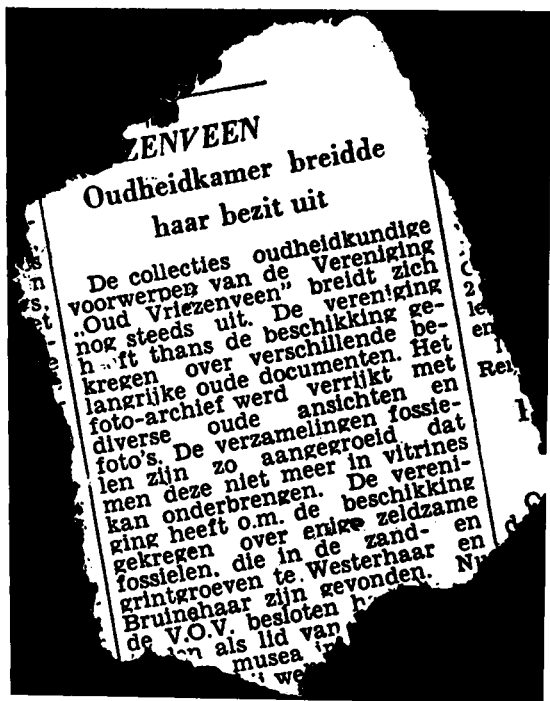 ZENVEEN
Oudheidkamer breidde
haar bezit uit
De collecties oudheidkundige
voorwerpen van de Vereniging
„Oud Vriezenveen” breidt zich
nog steeds uit. De vereniging
heeft thans de beschikking ge-
kregen over verschillende be-
langrijke oude documenten. Het
foto-archief werd verrijkt met
diverse oude ansichten en
foto's. De verzamelingen fossie-
len zijn zo aangegroeid dat
men deze niet meer in vitrines
kan onderbrengen. De vereni-
ging heeft o.m. de beschikking
gekregen over enige zeldzame
fossielen. die in de zand- en
grintgroeven te Westerhaar en
Bruinehaar zijn gevonden. Nu
de V.O.V. besloten
als lid van
musea in
we